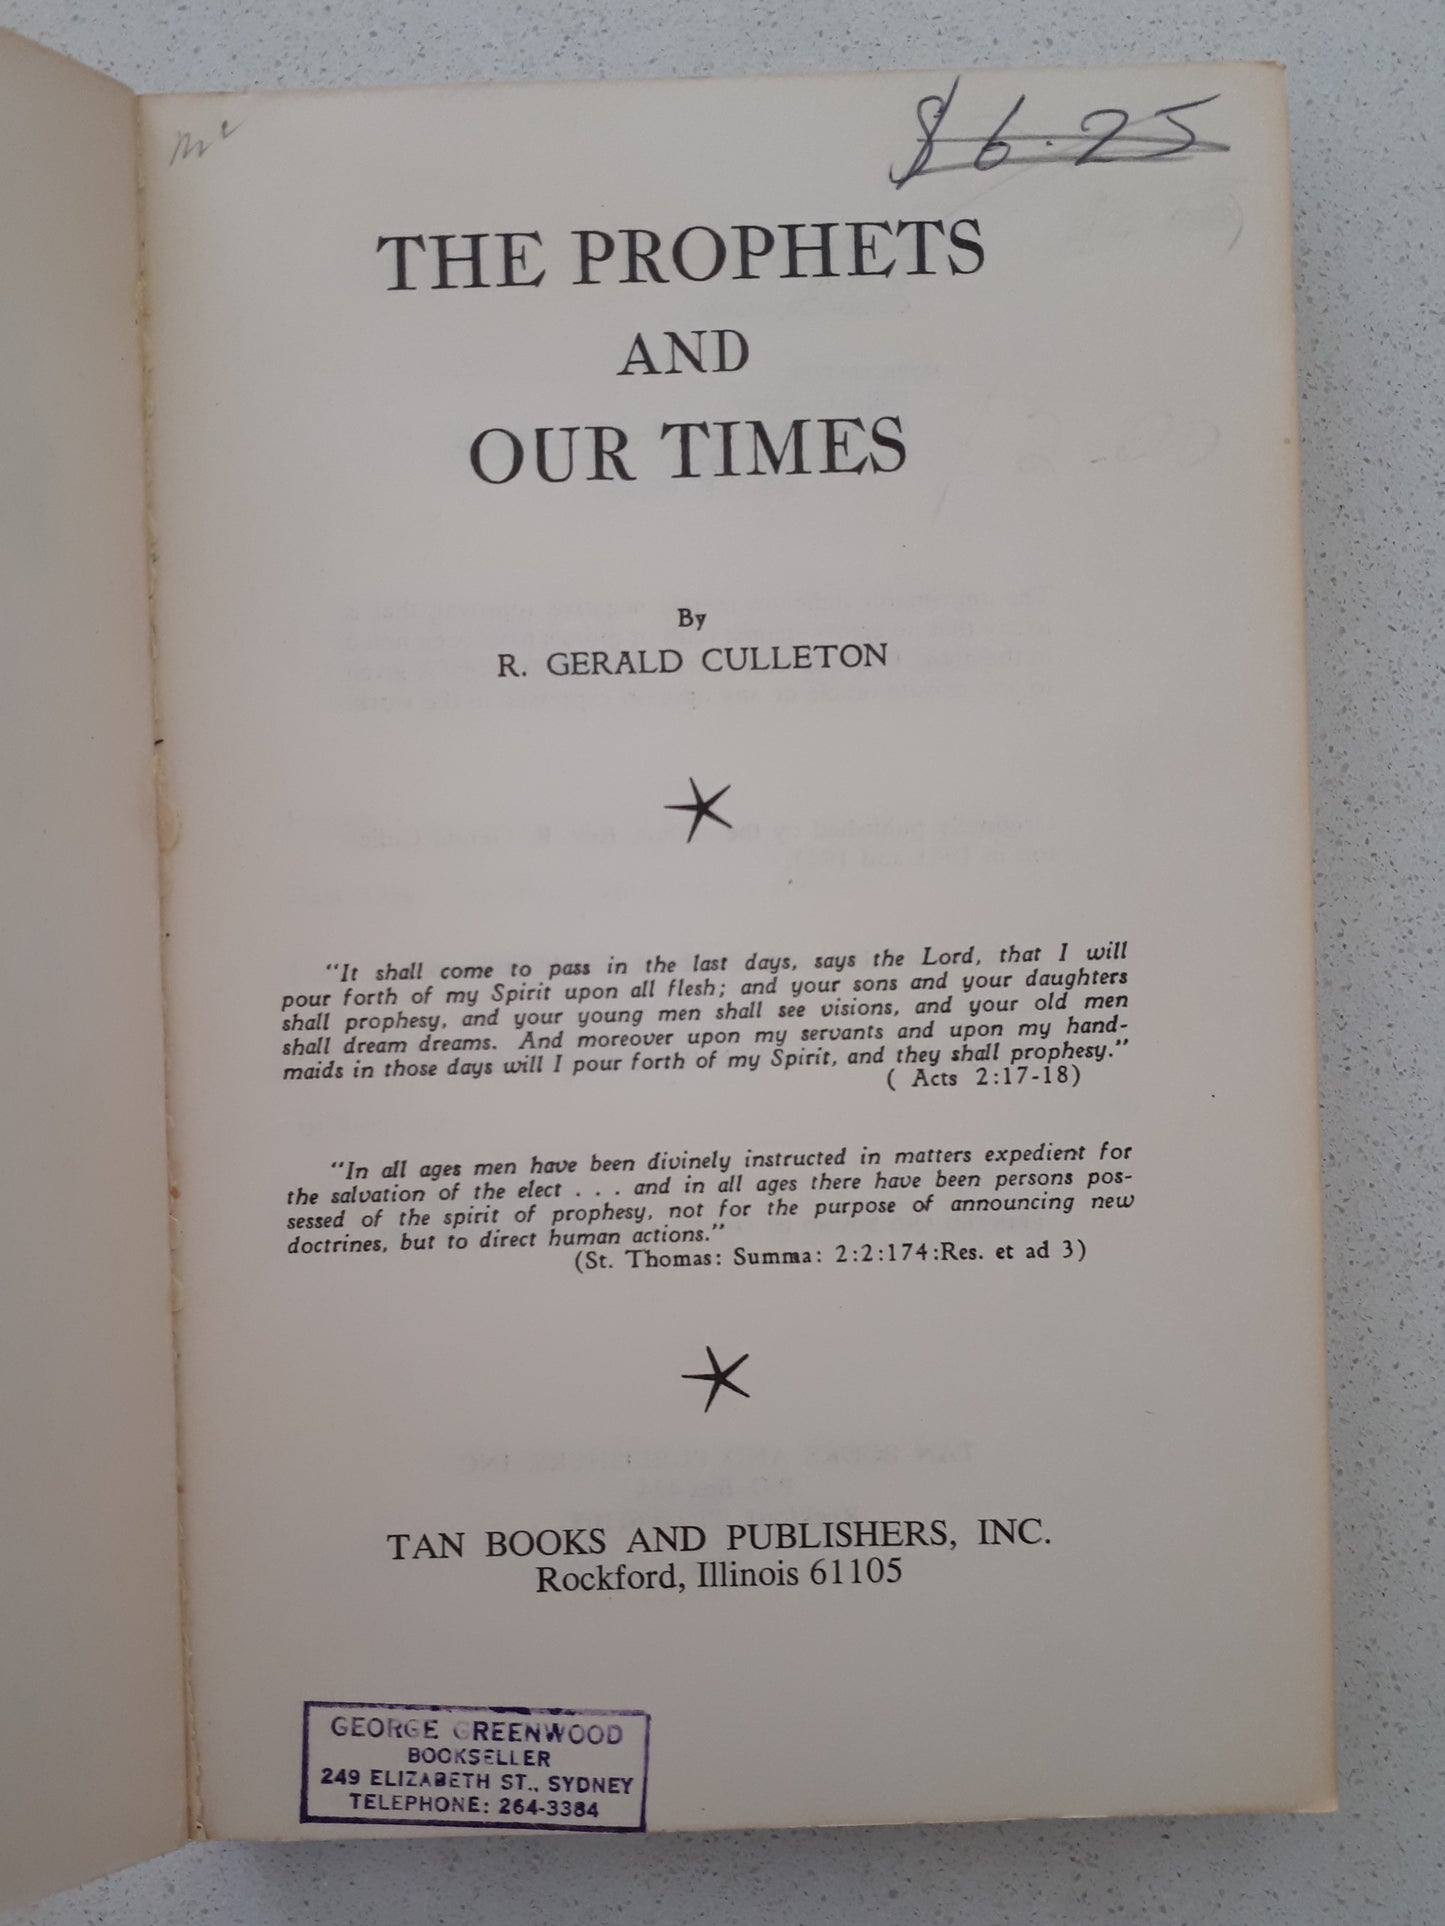 $6.25
THE PROPHETS
AND
OUR TIMES
By
R. GERALD CULLETON
"It shall come to pass in the last days, says the Lord, that I will
pour forth of my Spirit upon all flesh; and your sons and your daughters
shall prophesy, and your young men shall see visions, and your old men
shall dream dreams. And moreover upon my servants and upon my hand-
maids in those days will I pour forth of my Spirit, and they shall prophesy."
( Acts 2:17-18)
"In all ages men have been divinely instructed in matters expedient for
the salvation of the elect . . . and in all ages there have been persons pos-
sessed of the spirit of prophesy, not for the purpose of announcing new
doctrines, but to direct human actions."
(St. Thomas: Summa: 2:2:174:Res. et ad 3)
TAN BOOKS AND PUBLISHERS, INC.
Rockford, Illinois 61105
GEORGE GREENWOOD
BOOKSELLER
249 ELIZABETH ST., SYDNEY
TELEPHONE: 264-3384